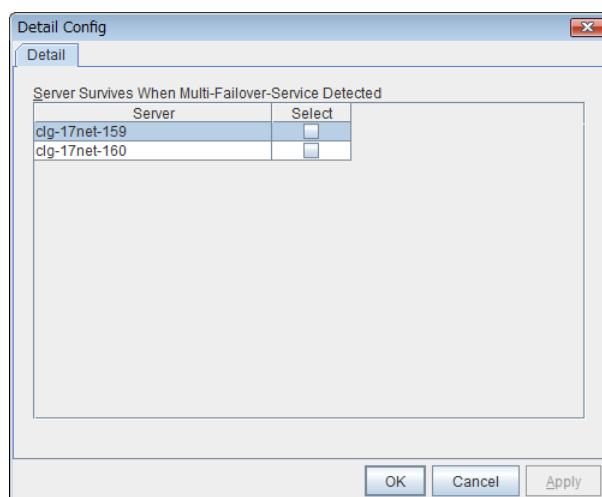 Detail Config
Detail
Server Survives When Multi-Failover-Service Detected
Server Select
clg-17net-159
clg-17net-160
OK Cancel Apply